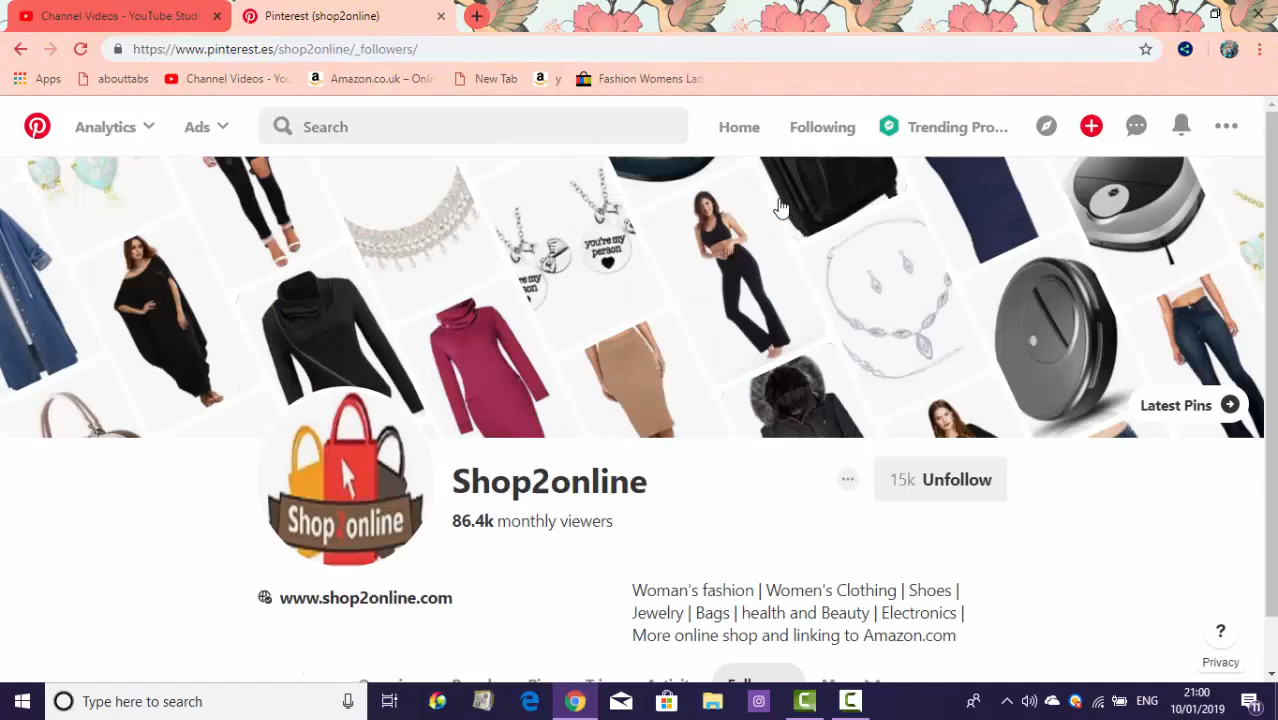 Channel Videos - YouTube Stud
Pinterest (shop2online)
https://www.pinterest.es/shop2online/_followers/
Apps
abouttabs
Channel Videos - You
Amazon.co.uk – Onli
New Tab
y
Fashion Womens Lad
Analytics
Ads
Search
Home
Following
Trending Pro...
you're my
person
Latest Pins
Shop2online
Shop2online
15k Unfollow
86.4k monthly viewers
www.shop2online.com
Woman's fashion | Women's Clothing | Shoes |
Jewelry | Bags | health and Beauty | Electronics |
More online shop and linking to Amazon.com
?
Privacy
Type here to search
ENG
21:00
10/01/2019
11